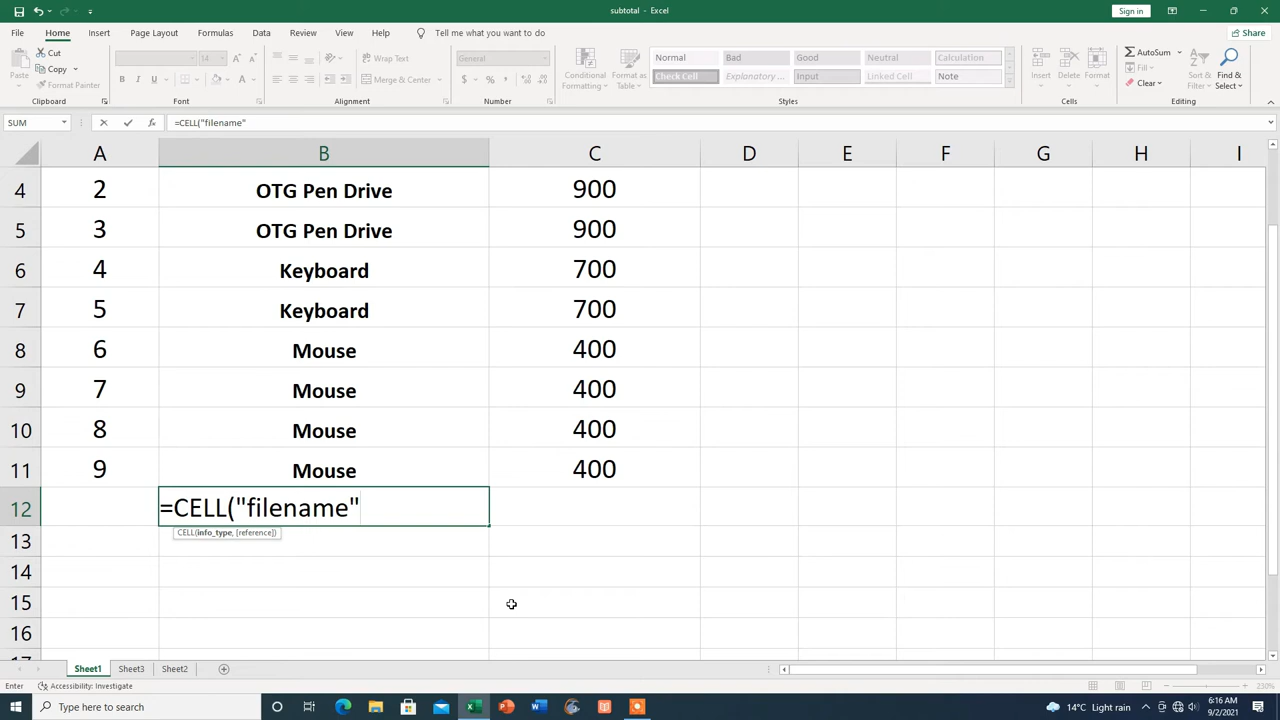 subtotal - Excel
Sign in
File Home Insert Page Layout Formulas Data Review View Help Tell me what you want to do Share
Paste
Cut
Copy
Format Painter
14
B I U
Wrap Text
Merge & Center
General
$ % ,
Conditional Formatting
Format as Table
Normal Bad Good Neutral Calculation
Check Cell Explanatory ... Input Linked Cell Note
Insert Delete Format
AutoSum
Fill
Clear
Sort & Filter
Find & Select
Clipboard Font Alignment Number Styles Cells Editing
SUM fx =CELL("filename"
A B C D E F G H I
4 2 OTG Pen Drive 900
5 3 OTG Pen Drive 900
6 4 Keyboard 700
7 5 Keyboard 700
8 6 Mouse 400
9 7 Mouse 400
10 8 Mouse 400
11 9 Mouse 400
12 =CELL("filename"
CELL(info_type, [reference])
13
14
15
16
17
Sheet1 Sheet3 Sheet2
Enter Accessibility: Investigate 230%
Type here to search
14°C Light rain
6:16 AM
9/2/2021